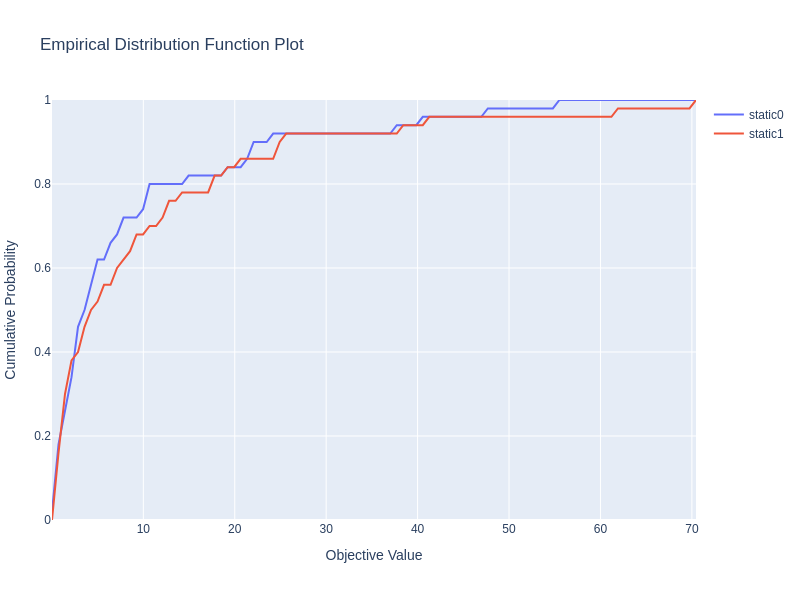 Empirical Distribution Function Plot
static0
static1
1
0.8
0.6
0.4
0.2
0
Cumulative Probability
10
20
30
40
50
60
70
Objective Value